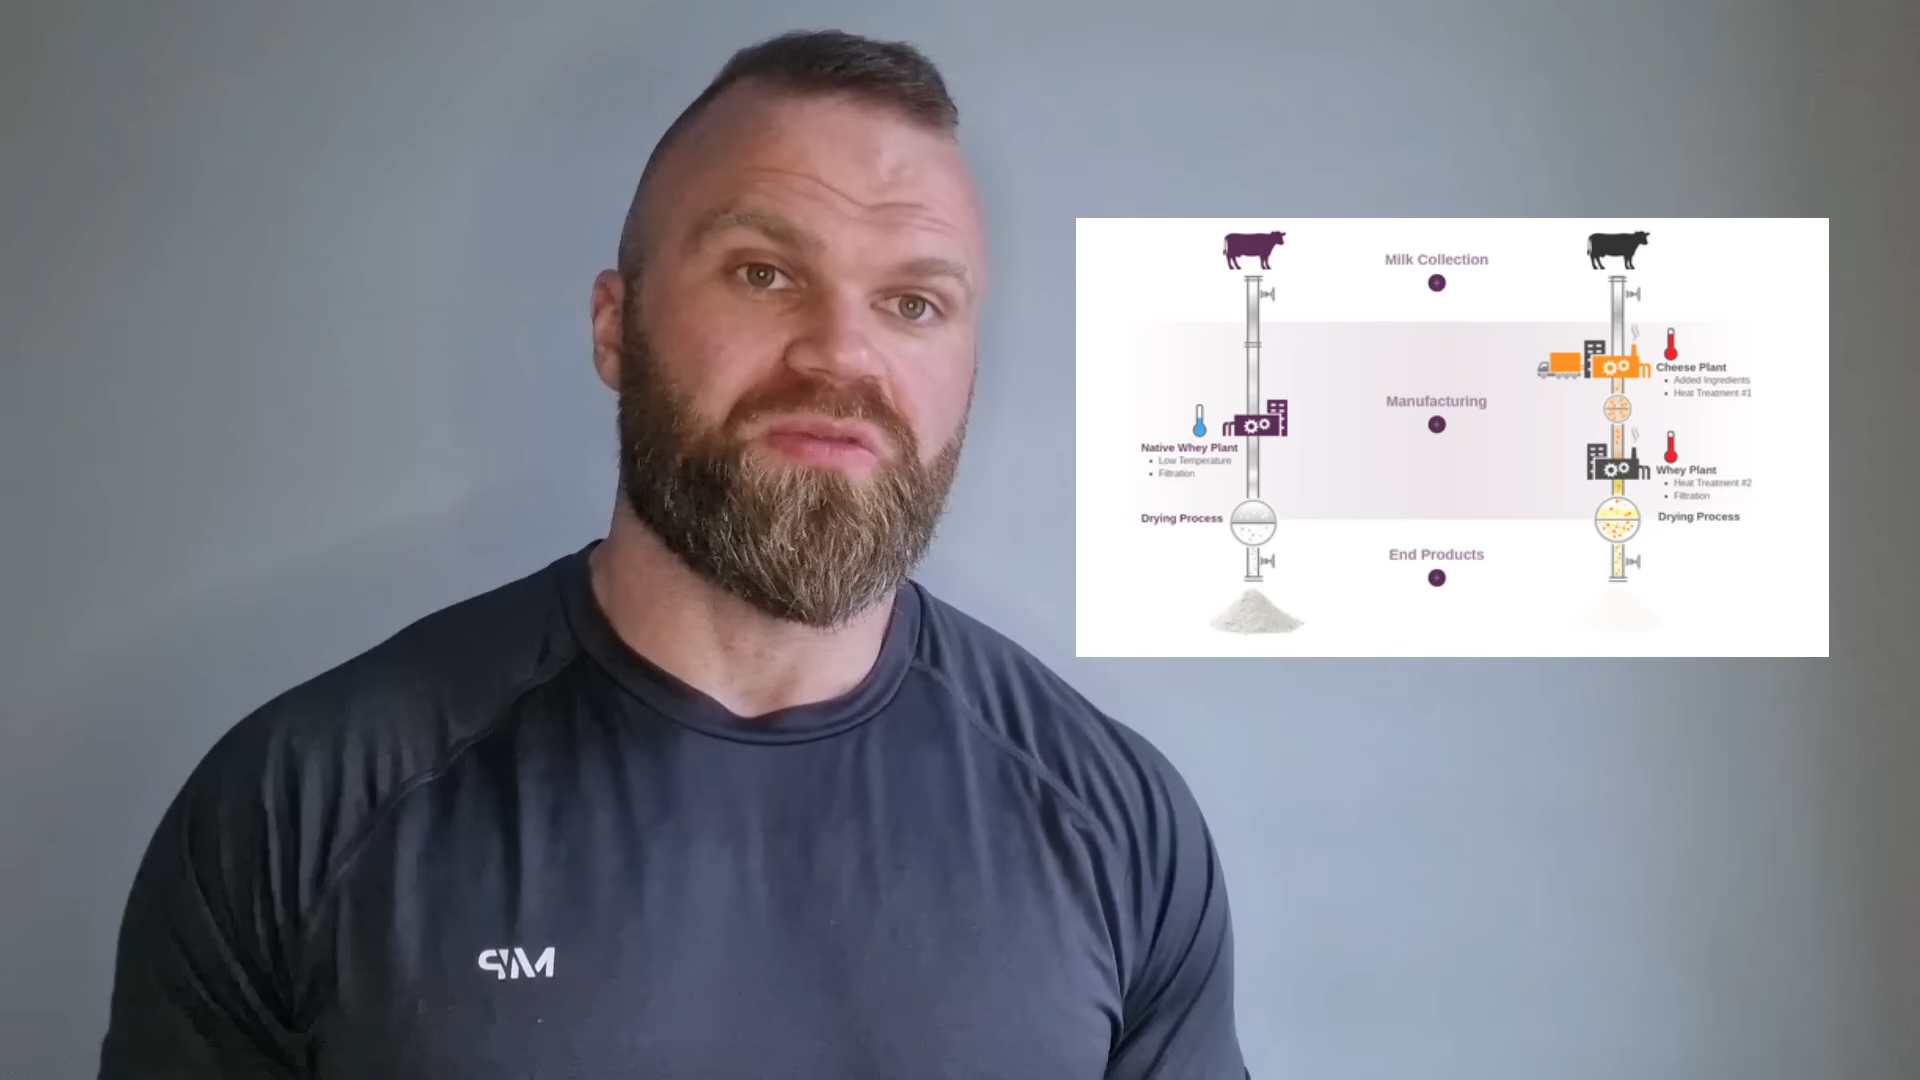 Milk Collection
Cheese Plant
Added Ingredients
Heat Treatment #1
Manufacturing
Native Whey Plant
Low Temperature
Filtration
Whey Plant
Heat Treatment #2
Filtration
Drying Process
Drying Process
End Products